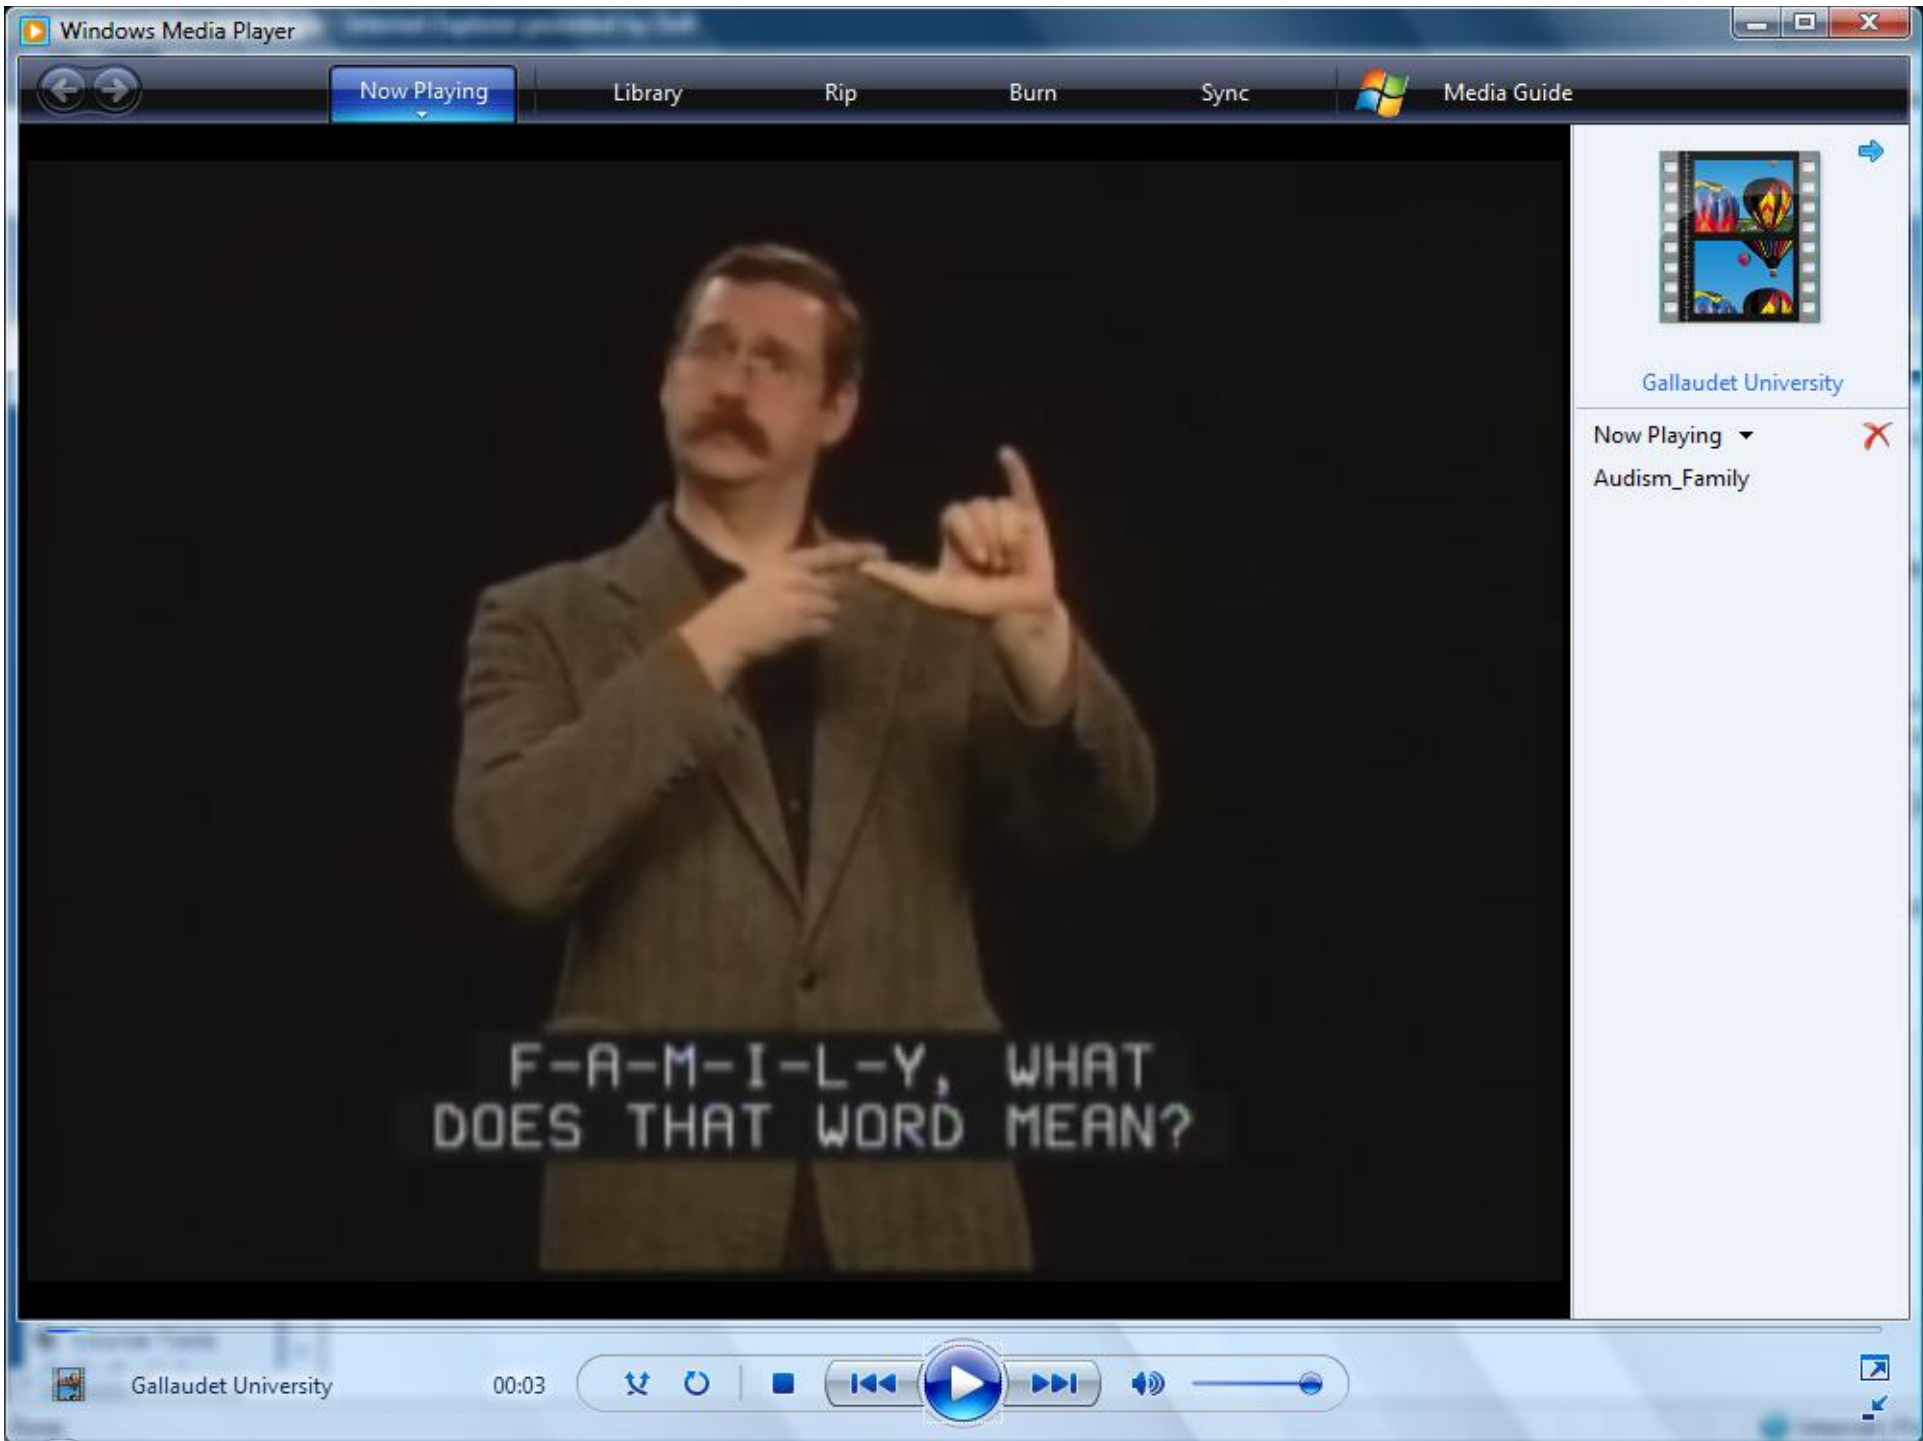 Windows Media Player
Now Playing
Library
Rip
Burn
Sync
Media Guide
Gallaudet University
Now Playing
Audism_Family
F-A-M-I-L-Y, WHAT
DOES THAT WORD MEAN?
Gallaudet University
00:03